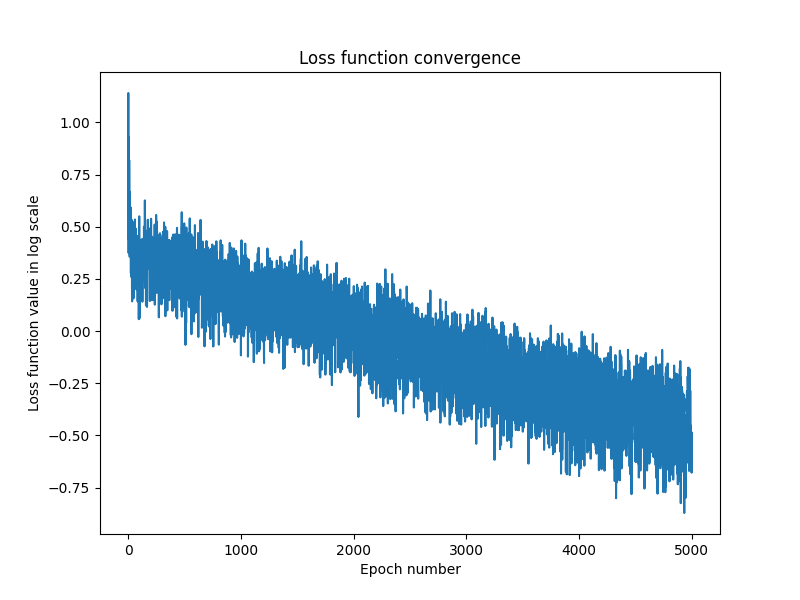 Loss function convergence
Loss function value in log scale
1.00
0.75
0.50
0.25
0.00
−0.25
−0.50
−0.75
0 1000 2000 3000 4000 5000
Epoch number